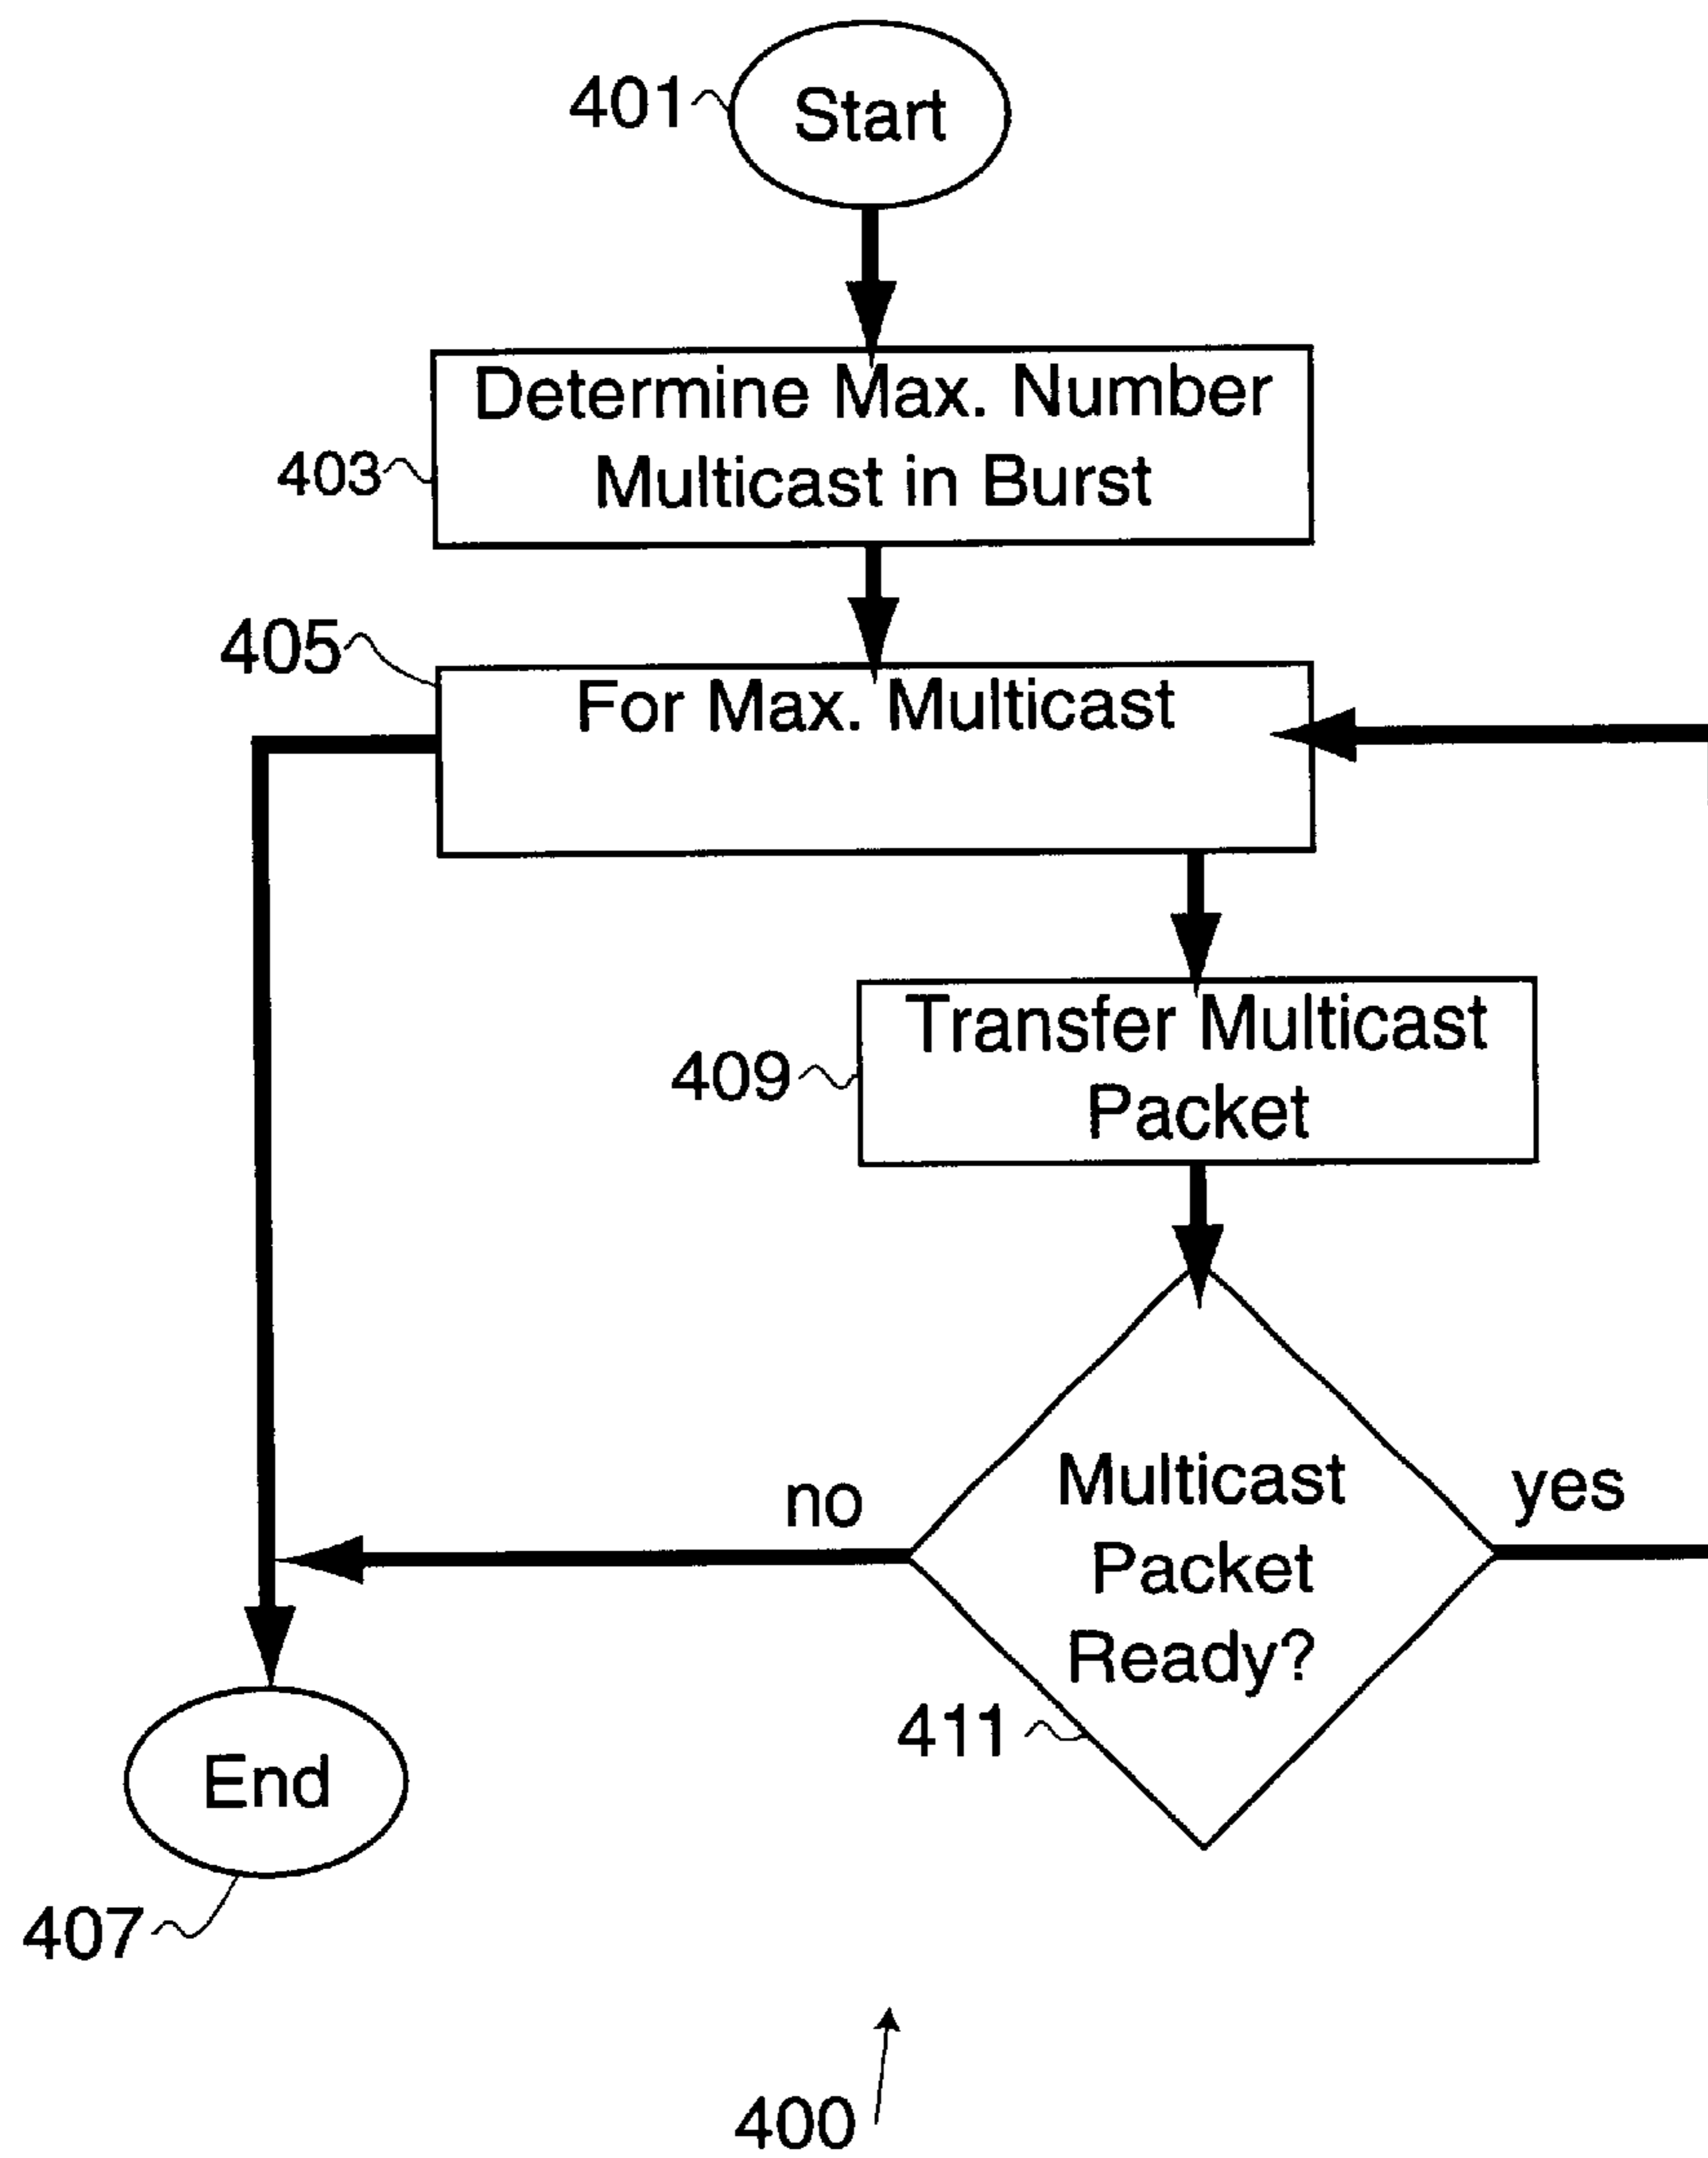 401
Start
Determine Max. Number
Multicast in Burst
403
405
For Max. Multicast
Transfer Multicast
Packet
409
no
Multicast
Packet
Ready?
yes
411
End
407
400